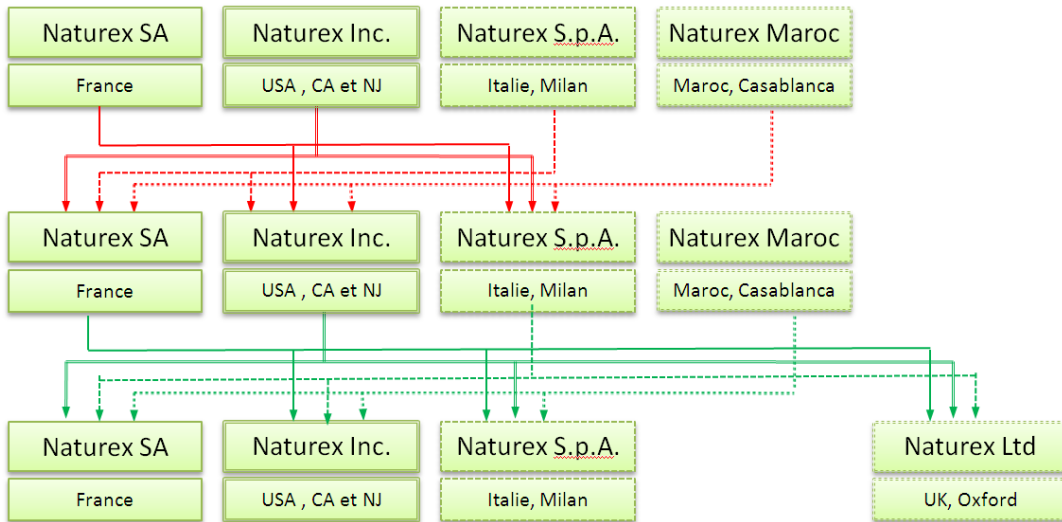 Naturex SA
Naturex Inc.
Naturex S.p.A.
Naturex Maroc
France
USA , CA et NJ
Italie, Milan
Maroc, Casablanca
Naturex SA
Naturex Inc.
Naturex S.p.A.
Naturex Maroc
France
USA , CA et NJ
Italie, Milan
Maroc, Casablanca
Naturex SA
Naturex Inc.
Naturex S.p.A.
Naturex Ltd
France
USA , CA et NJ
Italie, Milan
UK, Oxford